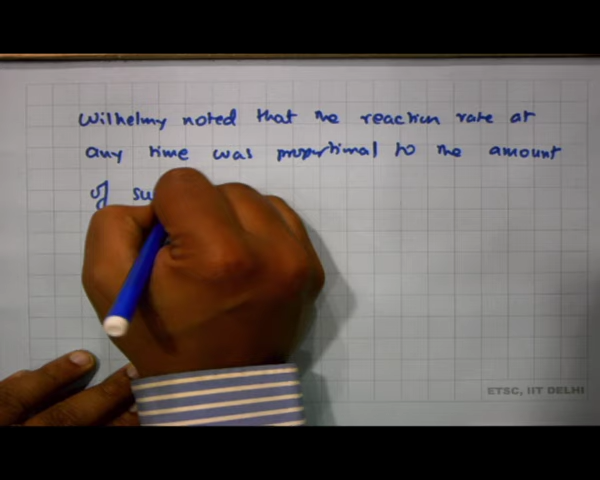 Wilhelmy noted that the reaction rate at
any time was proportional to the amount
of su
ETSC, IIT DELHI